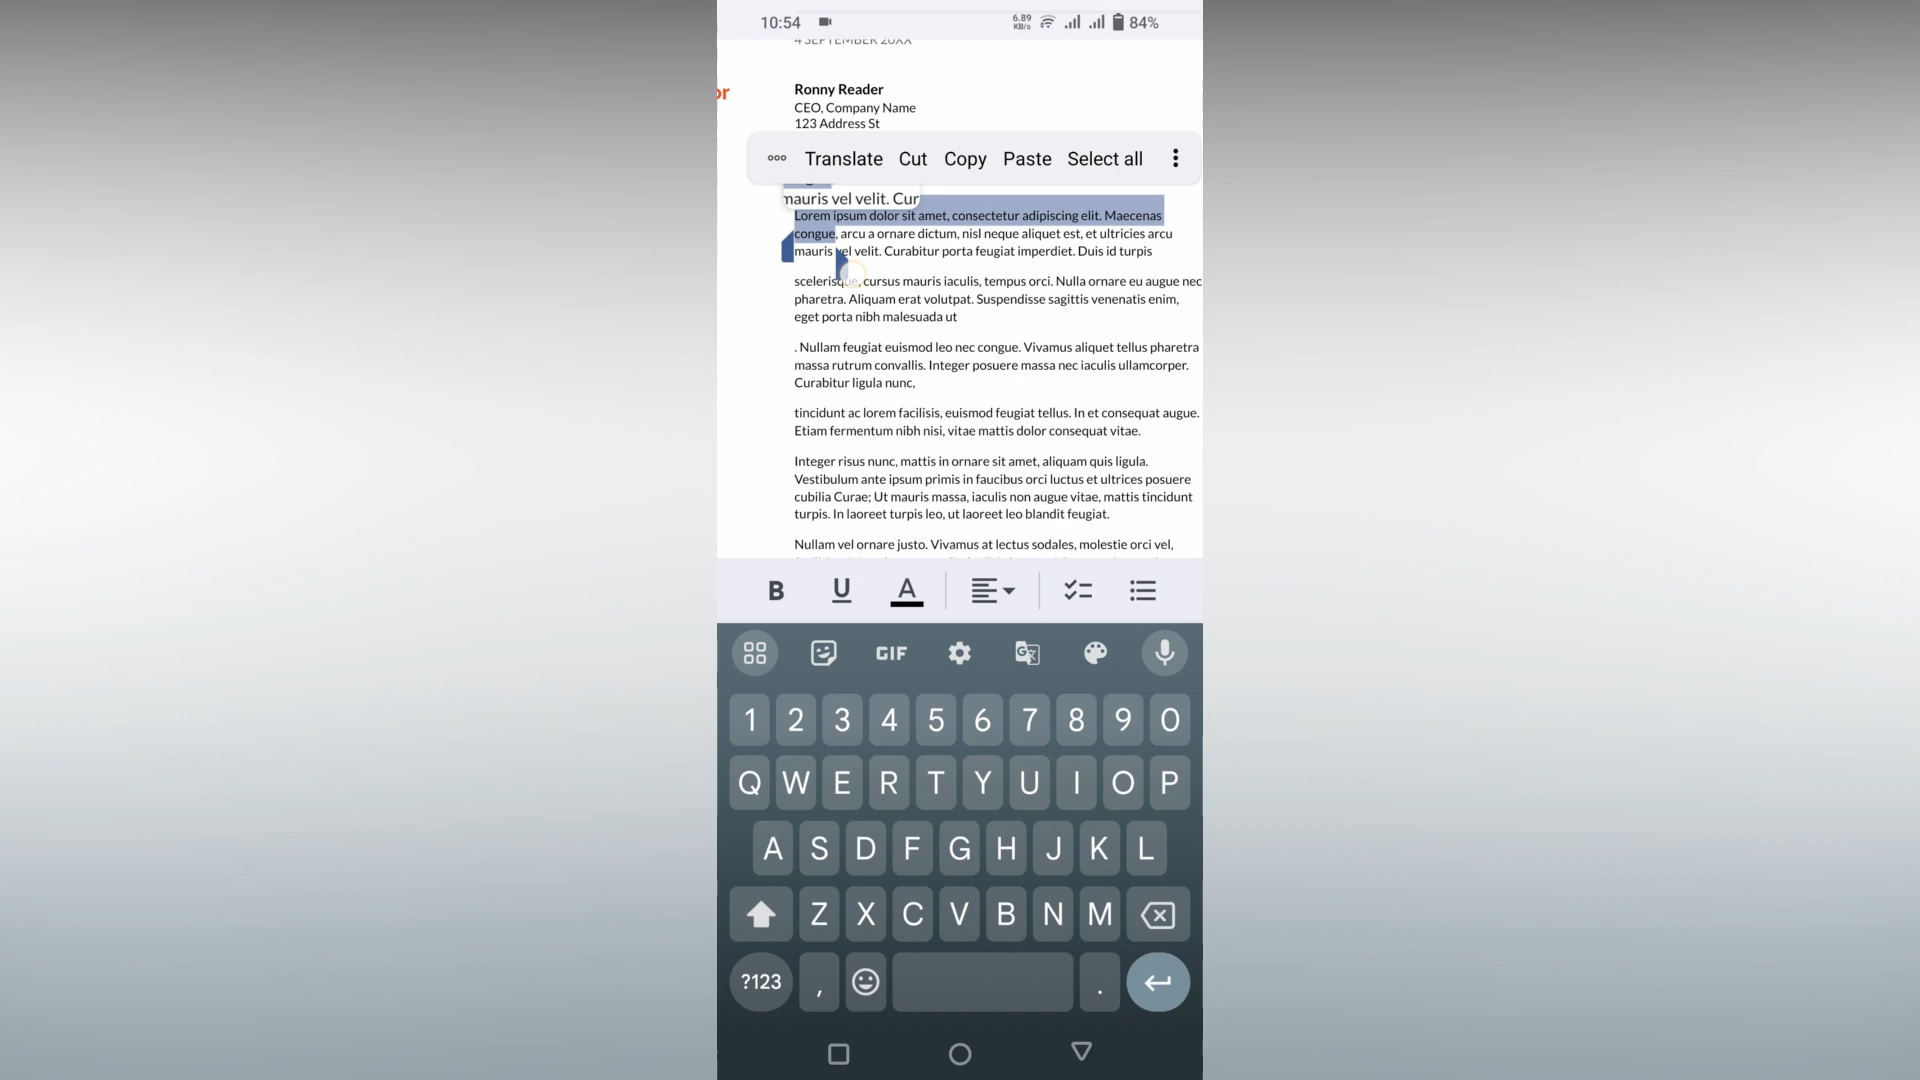 10:54 6.89 KB/s 84%
4 SEPTEMBER 20XX
or
Ronny Reader
CEO, Company Name
123 Address St
Translate Cut Copy Paste Select all
mauris vel velit. Cur
Lorem ipsum dolor sit amet, consectetur adipiscing elit. Maecenas
congue, arcu a ornare dictum, nisl neque aliquet est, et ultricies arcu
mauris vel velit. Curabitur porta feugiat imperdiet. Duis id turpis
scelerisque, cursus mauris iaculis, tempus orci. Nulla ornare eu augue nec
pharetra. Aliquam erat volutpat. Suspendisse sagittis venenatis enim,
eget porta nibh malesuada ut
. Nullam feugiat euismod leo nec congue. Vivamus aliquet tellus pharetra
massa rutrum convallis. Integer posuere massa nec iaculis ullamcorper.
Curabitur ligula nunc,
tincidunt ac lorem facilisis, euismod feugiat tellus. In et consequat augue.
Etiam fermentum nibh nisi, vitae mattis dolor consequat vitae.
Integer risus nunc, mattis in ornare sit amet, aliquam quis ligula.
Vestibulum ante ipsum primis in faucibus orci luctus et ultrices posuere
cubilia Curae; Ut mauris massa, iaculis non augue vitae, mattis tincidunt
turpis. In laoreet turpis leo, ut laoreet leo blandit feugiat.
Nullam vel ornare justo. Vivamus at lectus sodales, molestie orci vel,
B U A
GIF
1 2 3 4 5 6 7 8 9 0
Q W E R T Y U I O P
A S D F G H J K L
Z X C V B N M
?123 , .